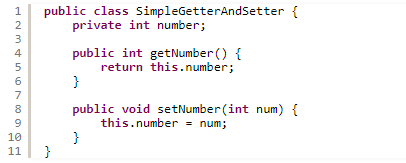 1 public class SimpleGetterAndSetter {
2     private int number;
3
4     public int getNumber() {
5         return this.number;
6     }
7
8     public void setNumber(int num) {
9         this.number = num;
10     }
11 }